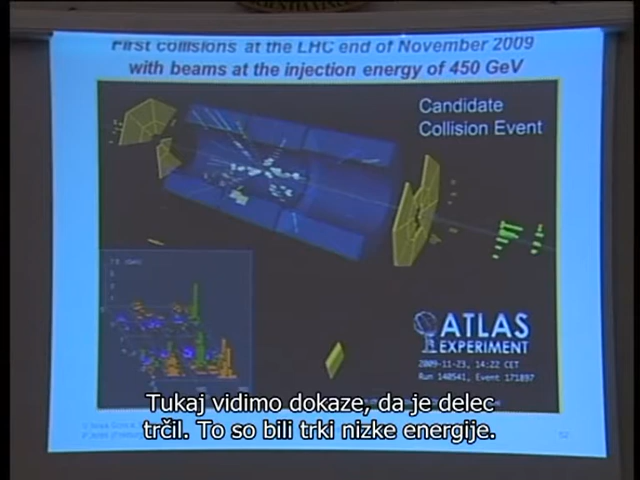 First collisions at the LHC end of November 2009
with beams at the injection energy of 450 GeV
Candidate
Collision Event
ATLAS
EXPERIMENT
2009-11-23, 14:22 CET
Run 140541, Event 171897
Tukaj vidimo dokaze, da je delec
trčil. To so bili trki nizke energije.
52